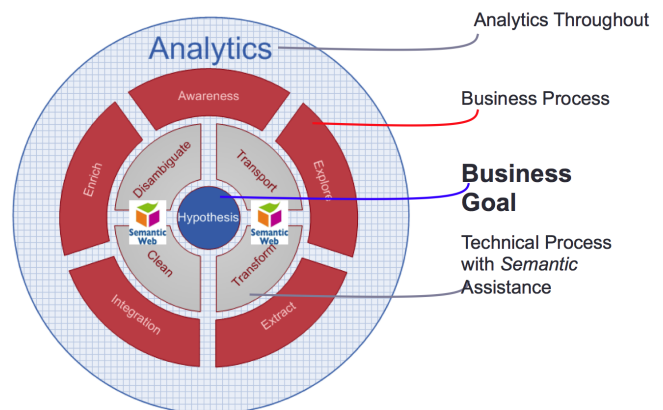 Analytics Throughout
Analytics
Business Process
Awareness
Enrich
Explore
Disambiguate
Transport
Business
Goal
Hypothesis
Semantic
Web
Semantic
Web
Technical Process
with Semantic
Assistance
Clean
Transform
Integration
Extract